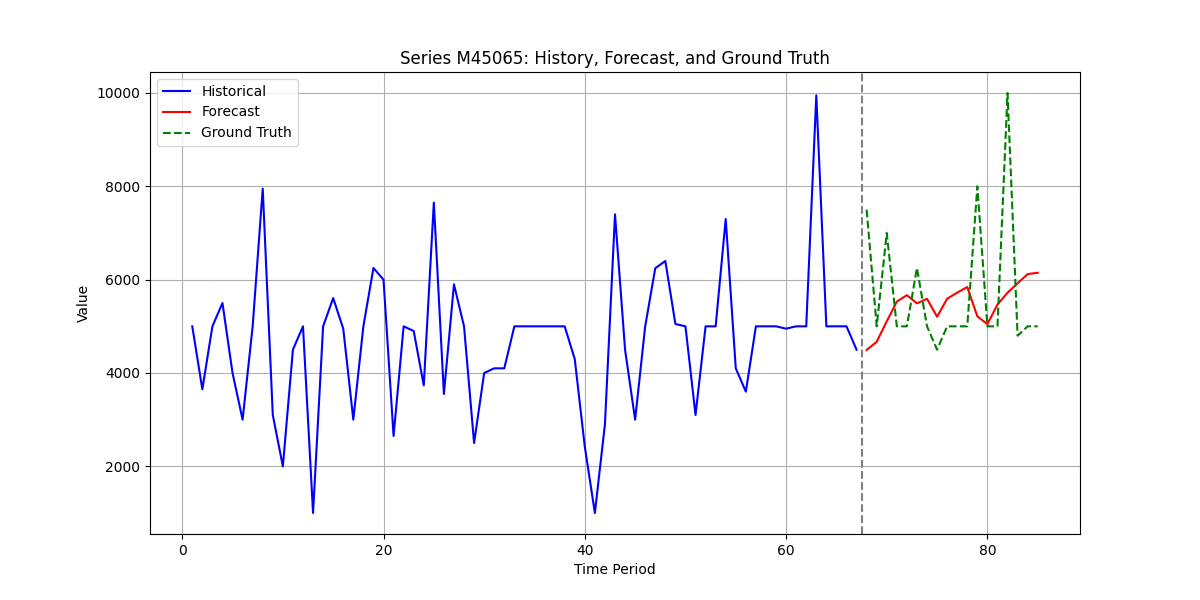 Series M45065: History, Forecast, and Ground Truth
Historical
Forecast
Ground Truth
10000
8000
6000
4000
2000
Value
0
20
40
60
80
Time Period